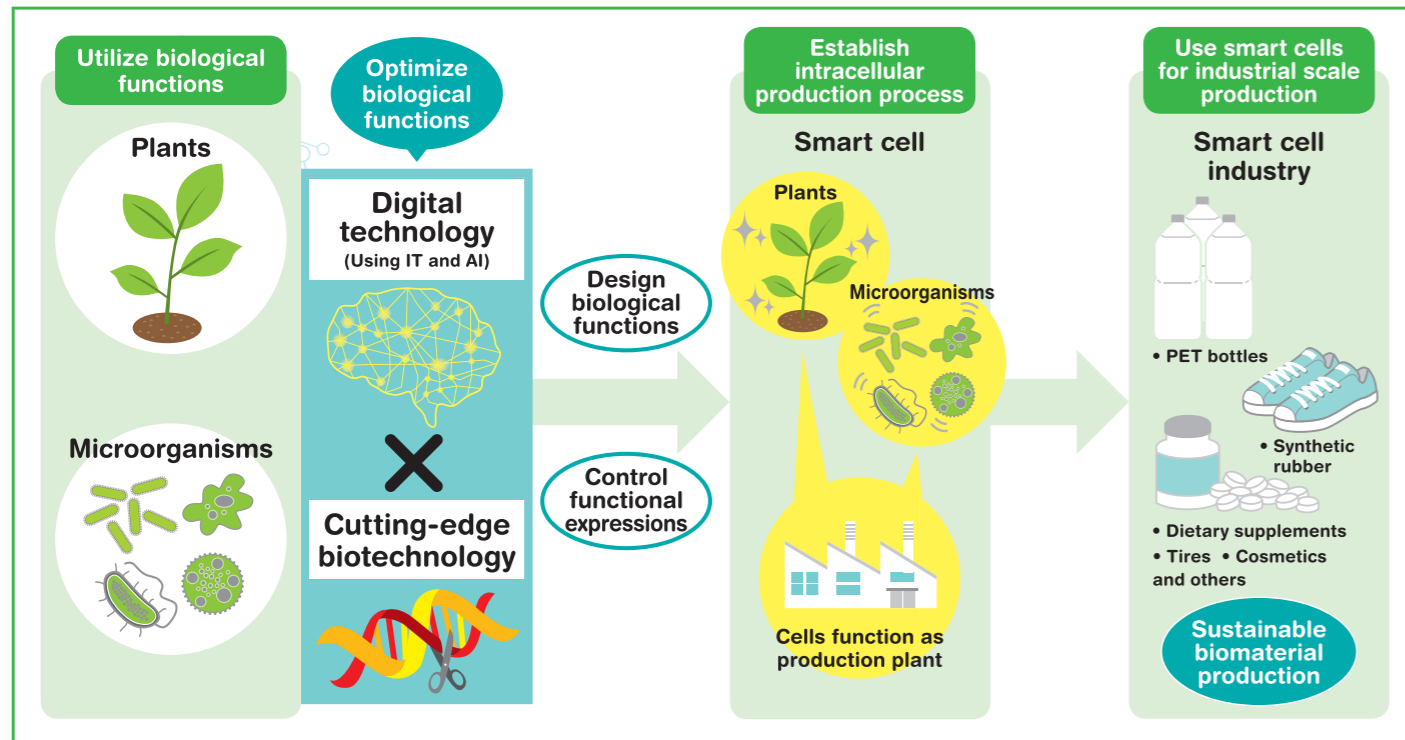 Utilize biological
functions
Plants
Microorganisms
Optimize
biological
functions
Digital
technology
(Using IT and AI)
Cutting-edge
biotechnology
Design
biological
functions
Control
functional
expressions
Establish
intracellular
production process
Smart cell
Plants
Microorganisms
Cells function as
production plant
Use smart cells
for industrial scale
production
Smart cell
industry
• PET bottles
• Synthetic
rubber
• Dietary supplements
• Tires • Cosmetics
and others
Sustainable
biomaterial
production